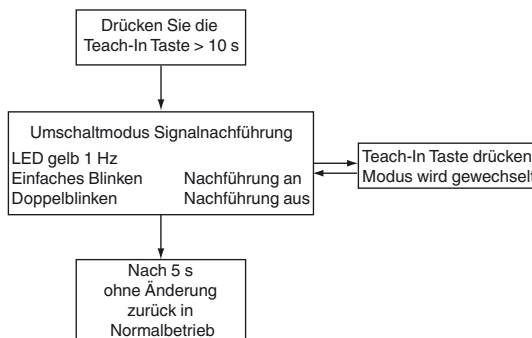 Drücken Sie die
Teach-In Taste > 10 s
Umschaltmodus Signalnachführung
LED gelb 1 Hz
Einfaches Blinken Nachführung an
Doppelblinken Nachführung aus
Teach-In Taste drücken
Modus wird gewechselt
Nach 5 s
ohne Änderung
zurück in
Normalbetrieb